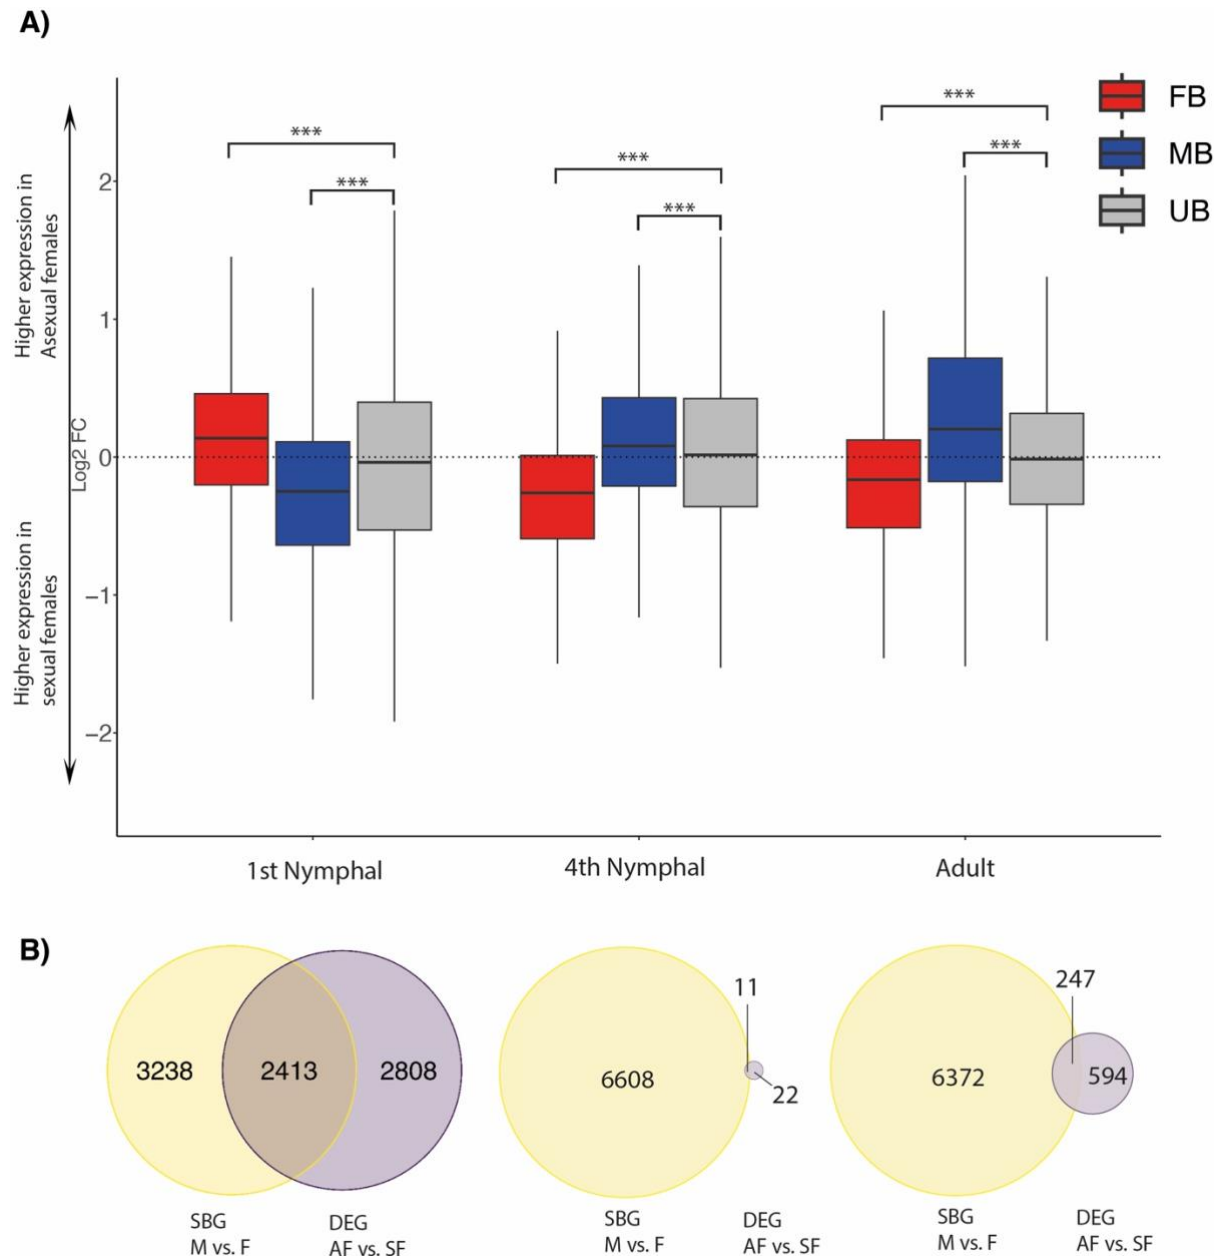 A)
***
***
***
***
***
***
FB
MB
UB
Higher expression in
Asexual females
Higher expression in
sexual females
Log2 FC
2
1
0
−1
−2
1st Nymphal
4th Nymphal
Adult
B)
3238
2413
2808
SBG
M vs. F
DEG
AF vs. SF
6608
11
22
SBG
M vs. F
DEG
AF vs. SF
6372
247
594
SBG
M vs. F
DEG
AF vs. SF